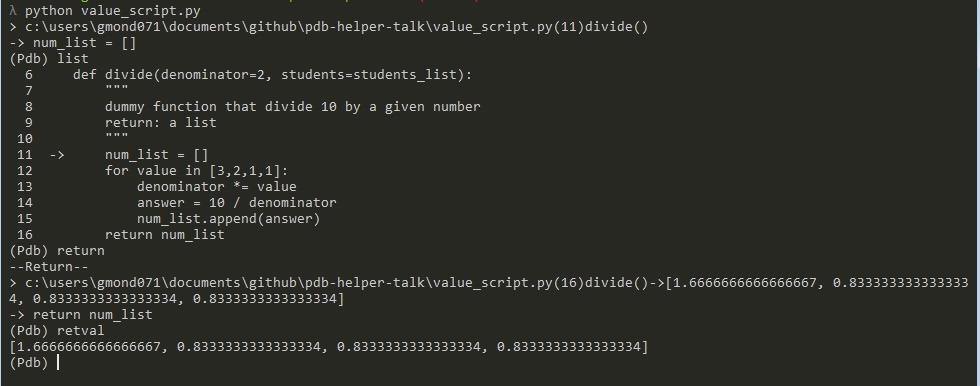 λ python value_script.py
> c:\users\gmond071\documents\github\pdb-helper-talk\value_script.py(11)divide()
-> num_list = []
(Pdb) list
  6     def divide(denominator=2, students=students_list):
  7         """
  8         dummy function that divide 10 by a given number
  9         return: a list
 10         """
 11  ->     num_list = []
 12         for value in [3,2,1,1]:
 13             denominator *= value
 14             answer = 10 / denominator
 15             num_list.append(answer)
 16         return num_list
(Pdb) return
--Return--
> c:\users\gmond071\documents\github\pdb-helper-talk\value_script.py(16)divide()->[1.6666666666666667, 0.833333333333333
4, 0.8333333333333334, 0.8333333333333334]
-> return num_list
(Pdb) retval
[1.6666666666666667, 0.8333333333333334, 0.8333333333333334, 0.8333333333333334]
(Pdb)